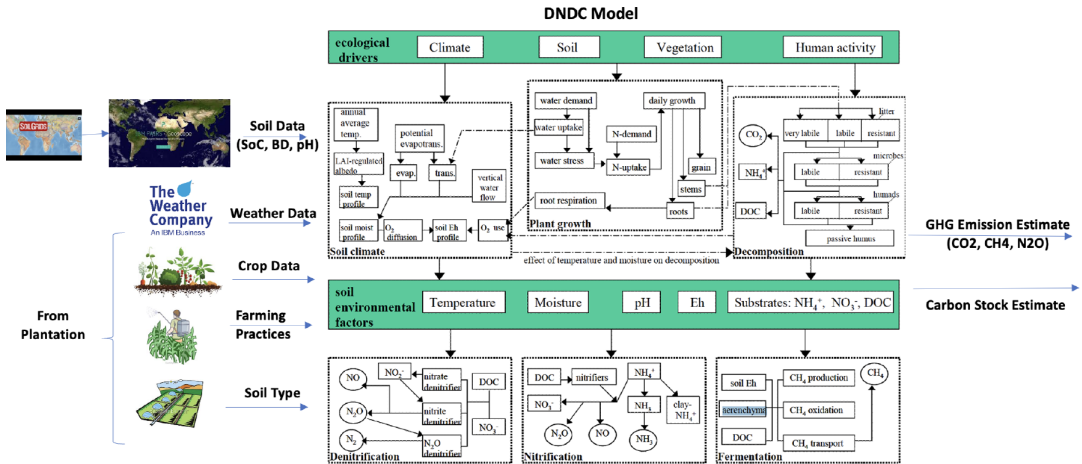 DNDC Model
ecological
drivers
Climate
Soil
Vegetation
Human activity
SOILGRIDS
Soil Data
(SoC, BD, pH)
The
Weather
Company
An IBM Business
Weather Data
Crop Data
From
Plantation
Farming
Practices
Soil Type
annual
average
temp.
potential
evapotrans.
LAI-regulated
albedo
evap.
trans.
vertical
water
flow
soil temp
profile
soil moist
profile
O2
diffusion
soil Eh
profile
O2 use
Soil climate
water demand
daily growth
water uptake
N-demand
water stress
N-uptake
grain
stems
root respiration
roots
Plant growth
litter
CO2
very labile
labile
resistant
microbes
NH4+
labile
resistant
humads
DOC
labile
resistant
passive humus
Decomposition
effect of temperature and moisture on decomposition
GHG Emission Estimate
(CO2, CH4, N2O)
Carbon Stock Estimate
soil
environmental
factors
Temperature
Moisture
pH
Eh
Substrates: NH4+, NO3-, DOC
NO
NO2-
nitrate
denitrifier
DOC
N2O
nitrite
denitrifier
NO3-
N2
N2O
denitrifier
Denitrification
DOC
nitrifiers
NH4+
NO3-
NH3
clay-
NH4+
N2O
NO
NH3
Nitrification
soil Eh
CH4 production
CH4
aerenchyma
CH4 oxidation
DOC
CH4 transport
Fermentation